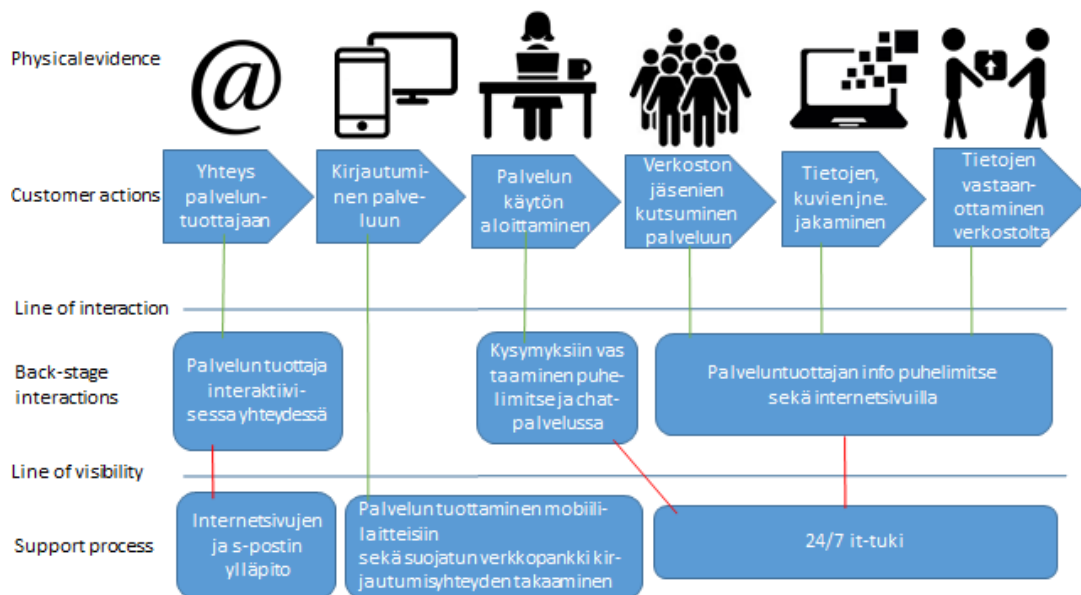 Physical evidence
@
Customer actions
Yhteys
palvelun-
tuottajaan
Kirjautumi-
nen palve-
luun
Palvelun
käytön
aloittaminen
Verkoston
jäsenien
kutsuminen
palveluun
Tietojen,
kuvien jne.
jakaminen
Tietojen
vastaan-
ottaminen
verkostolta
Line of interaction
Back-stage
interactions
Palvelun tuottaja
interaktiivi-
sessa yhteydessä
Kysymyksiin vas
taaminen puhe-
limitse ja chat-
palvelussa
Palveluntuottajan info puhelimitse
sekä internetsivuilla
Line of visibility
Support process
Internetsivujen
ja s-postin
ylläpito
Palvelun tuottaminen mobiili-
laitteisiin
sekä suojatun verkkopankki kir-
jautumisyhteyden takaaminen
24/7 it-tuki